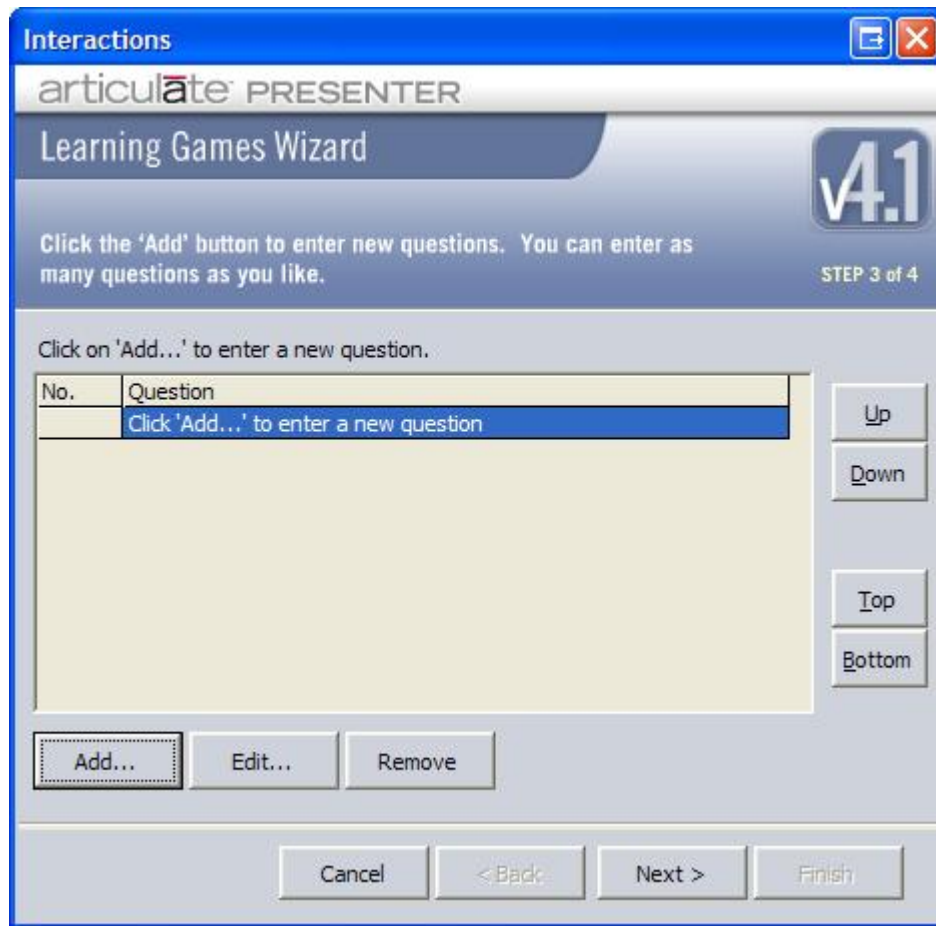 Interactions
articulāte PRESENTER
Learning Games Wizard
v4.1
Click the ‘Add’ button to enter new questions. You can enter as
many questions as you like.
STEP 3 of 4
Click on 'Add...' to enter a new question.
No. Question
Click 'Add...' to enter a new question
Up
Down
Top
Bottom
Add... Edit... Remove
Cancel < Back Next > Finish